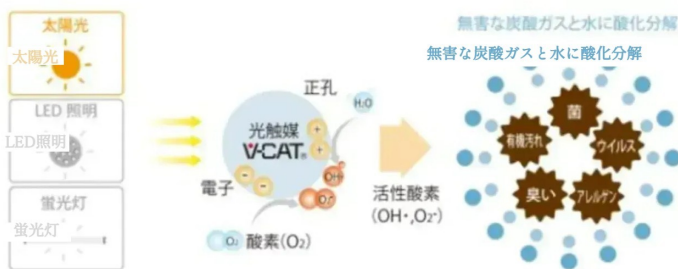 太陽光
太陽光
LED 照明
LED照明
蛍光灯
蛍光灯
正孔
H₂O
光触媒
V-CAT®
+
+
−
−
電子
OH
O₂
酸素(O₂)
活性酸素
(OH・,O₂⁻)
無害な炭酸ガスと水に酸化分解
無害な炭酸ガスと水に酸化分解
菌
有機汚れ
ウイルス
臭い
アレルゲン